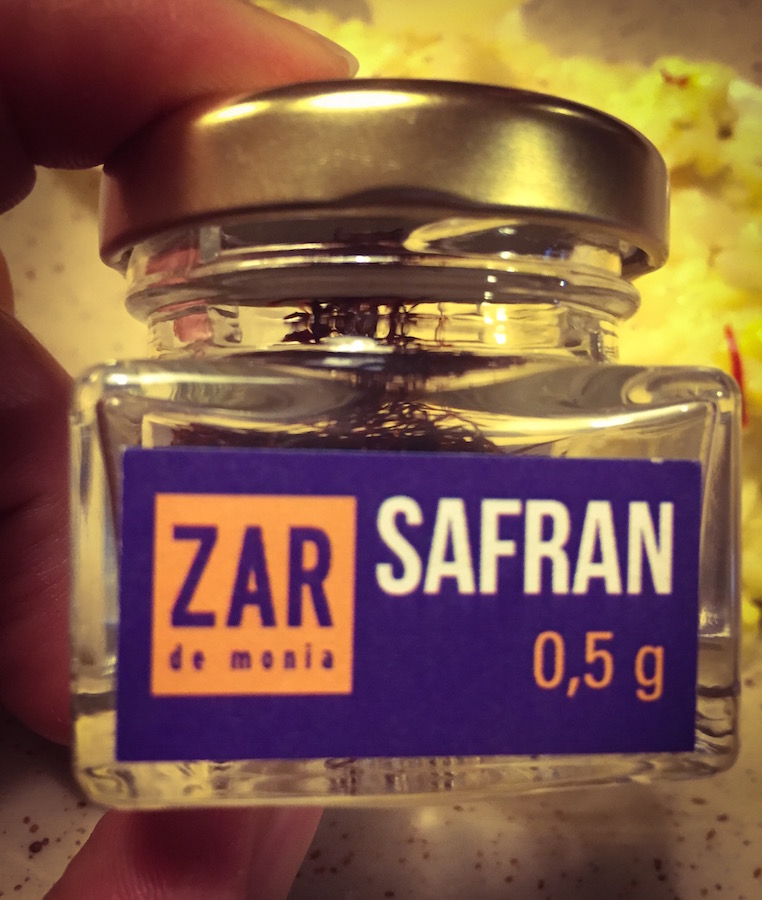 ZAR
de monia
SAFRAN
0,5 g